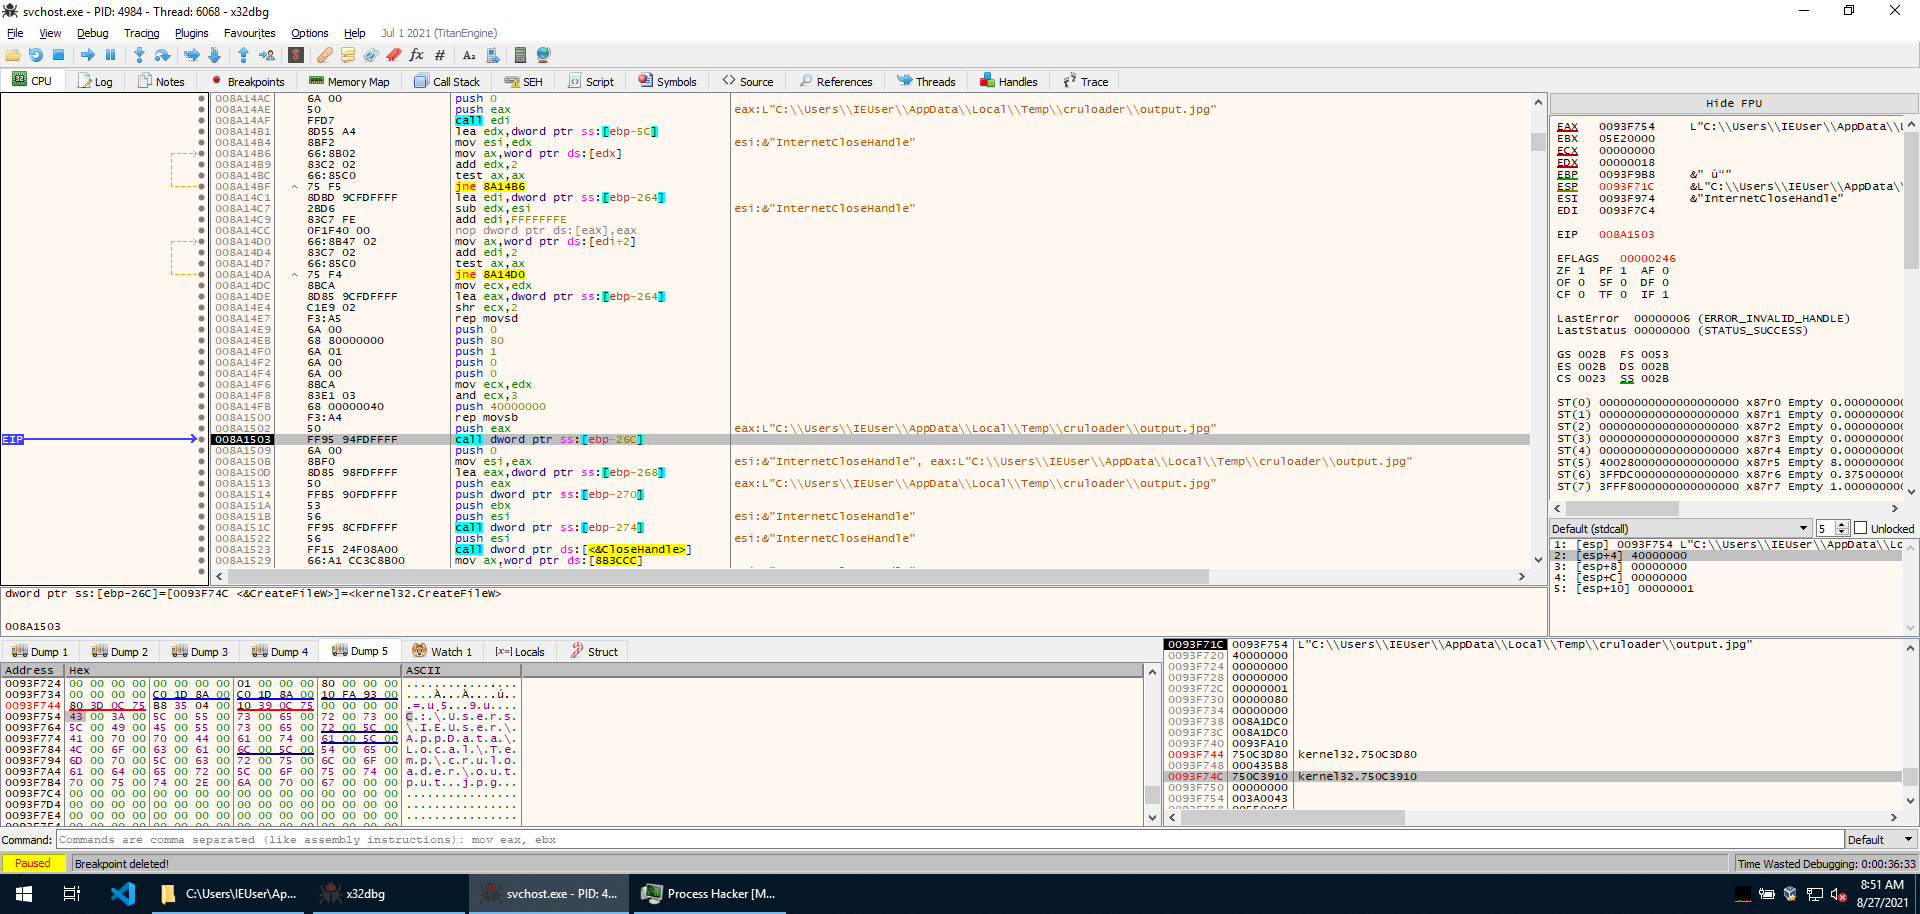 svchost.exe - PID: 4984 - Thread: 6068 - x32dbg
File View Debug Tracing Plugins Favourites Options Help Jul 1 2021 (TitanEngine)
CPU Log Notes Breakpoints Memory Map Call Stack SEH Script Symbols Source References Threads Handles Trace
008A14AC 6A 00 push 0
008A14AE 50 push eax eax:L"C:\\Users\\IEUser\\AppData\\Local\\Temp\\cruloader\\output.jpg"
008A14AF FFD7 call edi
008A14B1 8D55 A4 lea edx,dword ptr ss:[ebp-5C]
008A14B4 8BF2 mov esi,edx esi:&"InternetCloseHandle"
008A14B6 66:8B02 mov ax,word ptr ds:[edx]
008A14B9 83C2 02 add edx,2
008A14BC 66:85C0 test ax,ax
008A14BF 75 F5 jne 8A14B6
008A14C1 8DBD 9CFDFFFF lea edi,dword ptr ss:[ebp-264]
008A14C7 2BD6 sub edx,esi esi:&"InternetCloseHandle"
008A14C9 83C7 FE add edi,FFFFFFFE
008A14CC 0F1F40 00 nop dword ptr ds:[eax],eax
008A14D0 66:8B47 02 mov ax,word ptr ds:[edi+2]
008A14D4 83C7 02 add edi,2
008A14D7 66:85C0 test ax,ax
008A14DA 75 F4 jne 8A14D0
008A14DC 8BCA mov ecx,edx
008A14DE 8D85 9CFDFFFF lea eax,dword ptr ss:[ebp-264]
008A14E4 C1E9 02 shr ecx,2
008A14E7 F3:A5 rep movsd
008A14E9 6A 00 push 0
008A14EB 68 80000000 push 80
008A14F0 6A 01 push 1
008A14F2 6A 00 push 0
008A14F4 6A 00 push 0
008A14F6 8BCA mov ecx,edx
008A14F8 83E1 03 and ecx,3
008A14FB 68 00000040 push 40000000
008A1500 F3:A4 rep movsb
008A1502 50 push eax eax:L"C:\\Users\\IEUser\\AppData\\Local\\Temp\\cruloader\\output.jpg"
EIP 008A1503 FF95 94FDFFFF call dword ptr ss:[ebp-26C]
008A1509 6A 00 push 0
008A150B 8BF0 mov esi,eax esi:&"InternetCloseHandle", eax:L"C:\\Users\\IEUser\\AppData\\Local\\Temp\\cruloader\\output.jpg"
008A150D 8D85 98FDFFFF lea eax,dword ptr ss:[ebp-268]
008A1513 50 push eax eax:L"C:\\Users\\IEUser\\AppData\\Local\\Temp\\cruloader\\output.jpg"
008A1514 FFB5 90FDFFFF push dword ptr ss:[ebp-270]
008A151A 53 push ebx
008A151B 56 push esi esi:&"InternetCloseHandle"
008A151C FF95 8CFDFFFF call dword ptr ss:[ebp-274]
008A1522 56 push esi esi:&"InternetCloseHandle"
008A1523 FF15 24F08A00 call dword ptr ds:[<&CloseHandle>]
008A1529 66:A1 CC3C8B00 mov ax,word ptr ds:[8B3CCC]
dword ptr ss:[ebp-26C]=[0093F74C <&CreateFileW>]=<kernel32.CreateFileW>
008A1503
Hide FPU
EAX 0093F754 L"C:\\Users\\IEUser\\AppData\\L
EBX 05E20000
ECX 00000000
EDX 00000018
EBP 0093F9B8 &" ú“"
ESP 0093F71C &L"C:\\Users\\IEUser\\AppData\\
ESI 0093F974 &"InternetCloseHandle"
EDI 0093F7C4
EIP 008A1503
EFLAGS 00000246
ZF 1 PF 1 AF 0
OF 0 SF 0 DF 0
CF 0 TF 0 IF 1
LastError 00000006 (ERROR_INVALID_HANDLE)
LastStatus 00000000 (STATUS_SUCCESS)
GS 002B FS 0053
ES 002B DS 002B
CS 0023 SS 002B
ST(0) 00000000000000000000 x87r0 Empty 0.00000000
ST(1) 00000000000000000000 x87r1 Empty 0.00000000
ST(2) 00000000000000000000 x87r2 Empty 0.00000000
ST(3) 00000000000000000000 x87r3 Empty 0.00000000
ST(4) 00000000000000000000 x87r4 Empty 0.00000000
ST(5) 40028000000000000000 x87r5 Empty 8.00000000
ST(6) 3FFDC000000000000000 x87r6 Empty 0.37500000
ST(7) 3FFF8000000000000000 x87r7 Empty 1.00000000
Default (stdcall) 5 Unlocked
1: [esp] 0093F754 L"C:\\Users\\IEUser\\AppData\\Lo
2: [esp+4] 40000000
3: [esp+8] 00000000
4: [esp+C] 00000000
5: [esp+10] 00000001
Dump 1 Dump 2 Dump 3 Dump 4 Dump 5 Watch 1 Locals Struct
Address Hex ASCII
0093F724 00 00 00 00 00 00 00 00 01 00 00 00 80 00 00 00 ................
0093F734 00 00 00 00 C0 1D 8A 00 C0 1D 8A 00 10 FA 93 00 ....À...À....ú..
0093F744 80 3D 0C 75 B8 35 04 00 10 39 0C 75 00 00 00 00 .=.u¸5...9.u....
0093F754 43 00 3A 00 5C 00 55 00 73 00 65 00 72 00 73 00 C.:.\.U.s.e.r.s.
0093F764 5C 00 49 00 45 00 55 00 73 00 65 00 72 00 5C 00 \.I.E.U.s.e.r.\.
0093F774 41 00 70 00 70 00 44 00 61 00 74 00 61 00 5C 00 A.p.p.D.a.t.a.\.
0093F784 4C 00 6F 00 63 00 61 00 6C 00 5C 00 54 00 65 00 L.o.c.a.l.\.T.e.
0093F794 6D 00 70 00 5C 00 63 00 72 00 75 00 6C 00 6F 00 m.p.\.c.r.u.l.o.
0093F7A4 61 00 64 00 65 00 72 00 5C 00 6F 00 75 00 74 00 a.d.e.r.\.o.u.t.
0093F7B4 70 00 75 00 74 00 2E 00 6A 00 70 00 67 00 00 00 p.u.t...j.p.g...
0093F7C4 00 00 00 00 00 00 00 00 00 00 00 00 00 00 00 00 ................
0093F7D4 00 00 00 00 00 00 00 00 00 00 00 00 00 00 00 00 ................
0093F7E4 00 00 00 00 00 00 00 00 00 00 00 00 00 00 00 00 ................
0093F71C 0093F754 L"C:\\Users\\IEUser\\AppData\\Local\\Temp\\cruloader\\output.jpg"
0093F720 40000000
0093F724 00000000
0093F728 00000000
0093F72C 00000001
0093F730 00000080
0093F734 00000000
0093F738 008A1DC0
0093F73C 008A1DC0
0093F740 0093FA10
0093F744 750C3D80 kernel32.750C3D80
0093F748 000435B8
0093F74C 750C3910 kernel32.750C3910
0093F750 00000000
0093F754 003A0043
Command: Commands are comma separated (like assembly instructions): mov eax, ebx Default
Paused Breakpoint deleted! Time Wasted Debugging: 0:00:36:33
C:\Users\IEUser\Ap... x32dbg svchost.exe - PID: 4... Process Hacker [M... 8:51 AM
8/27/2021